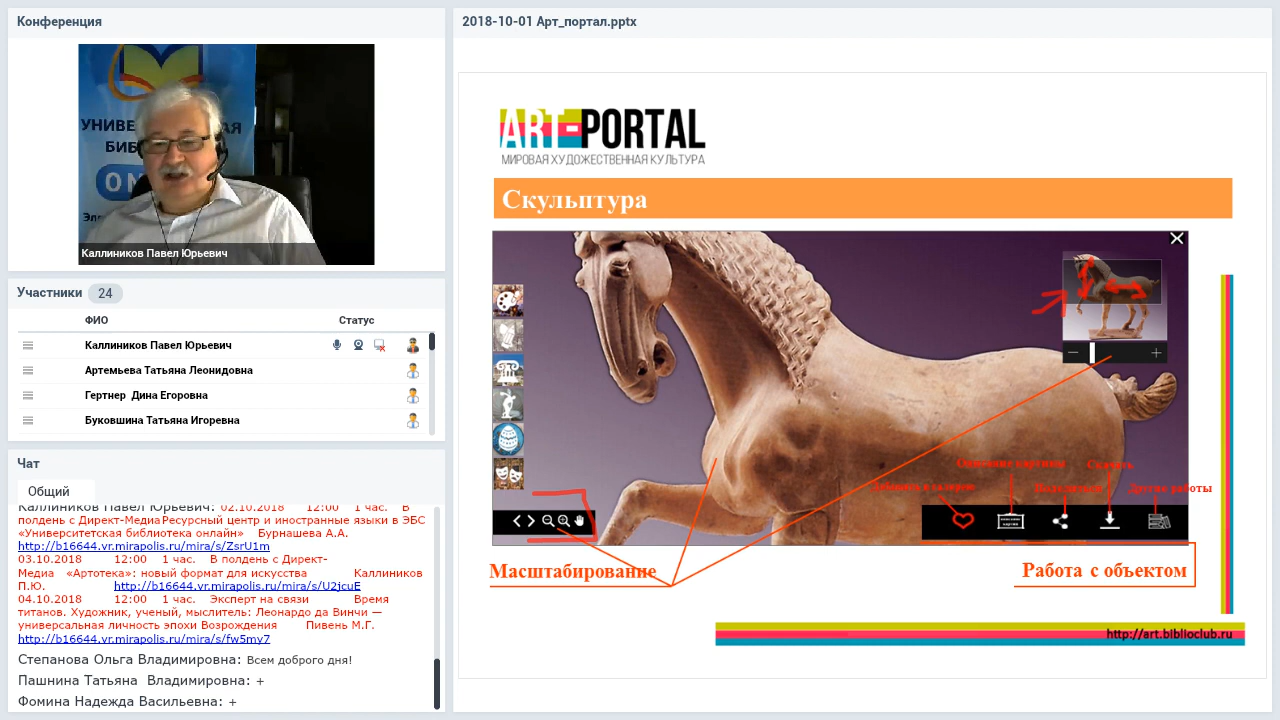 Конференция
УНИВЕ
БИБ
Каллиников Павел Юрьевич
Участники 24
ФИО Статус
Каллиников Павел Юрьевич
Артемьева Татьяна Леонидовна
Гертнер Дина Егоровна
Буковшина Татьяна Игоревна
Чат
Общий
Каллиников Павел Юрьевич: 02.10.2018 12:00 1 час. В
полдень с Директ-Медиа Ресурсный центр и иностранные языки в ЭБС
«Университетская библиотека онлайн» Бурнашева А.А.
http://b16644.vr.mirapolis.ru/mira/s/ZsrU1m
03.10.2018 12:00 1 час. В полдень с Директ-
Медиа «Артотека»: новый формат для искусства Каллиников
П.Ю. http://b16644.vr.mirapolis.ru/mira/s/U2jcuE
04.10.2018 12:00 1 час. Эксперт на связи Время
титанов. Художник, ученый, мыслитель: Леонардо да Винчи —
универсальная личность эпохи Возрождения Пивень М.Г.
http://b16644.vr.mirapolis.ru/mira/s/fw5my7
Степанова Ольга Владимировна: Всем доброго дня!
Пашнина Татьяна Владимировна: +
Фомина Надежда Васильевна: +
2018-10-01 Арт_портал.pptx
ART-PORTAL
МИРОВАЯ ХУДОЖЕСТВЕННАЯ КУЛЬТУРА
Скульптура
Описание картины Скачать
Добавить в галерею Поделиться Другие работы
Масштабирование
Работа с объектом
http://art.biblioclub.ru